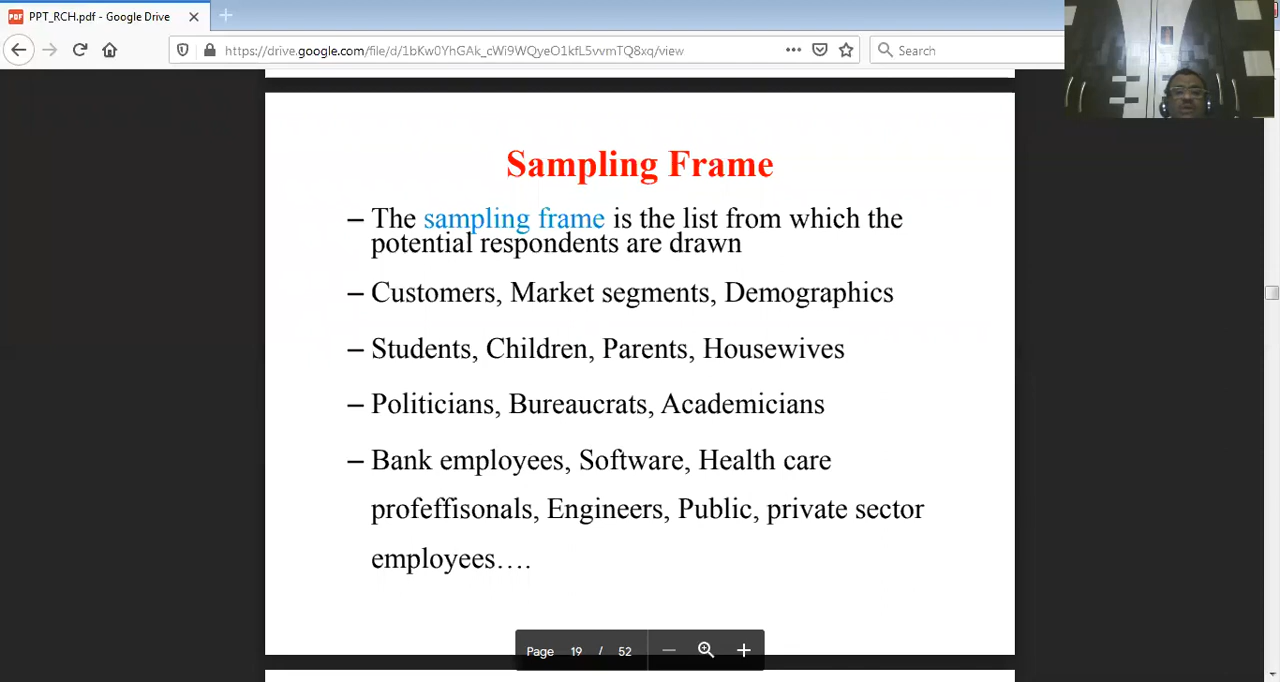 PPT_RCH.pdf - Google Drive
https://drive.google.com/file/d/1bKw0YhGAk_cWi9WQyeO1kfL5vvmTQ8xq/view
Search
Sampling Frame
– The sampling frame is the list from which the
potential respondents are drawn
– Customers, Market segments, Demographics
– Students, Children, Parents, Housewives
– Politicians, Bureaucrats, Academicians
– Bank employees, Software, Health care
profeffisonals, Engineers, Public, private sector
employees….
Page 19 / 52